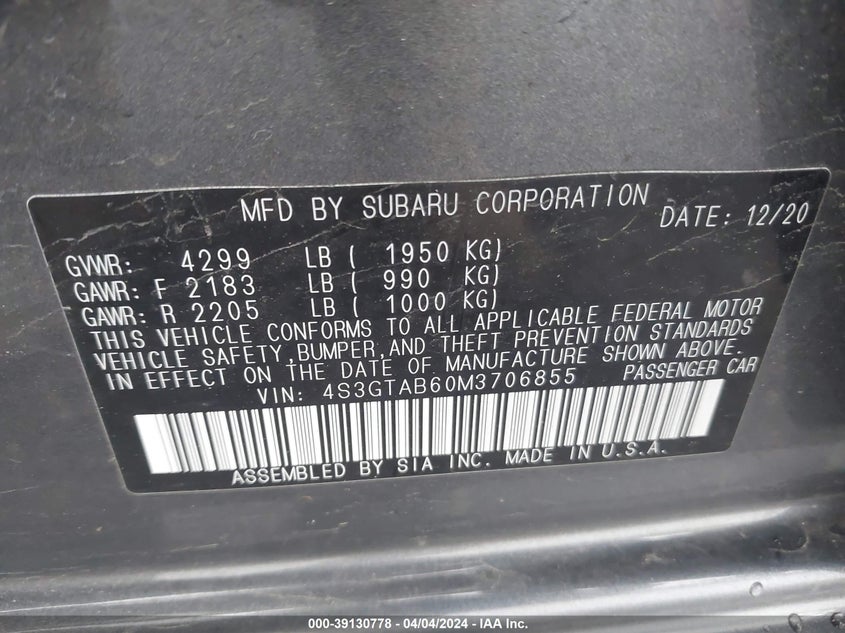 MFD BY SUBARU CORPORATION DATE: 12/20
GVWR: 4299 LB ( 1950 KG)
GAWR: F 2183 LB ( 990 KG)
GAWR: R 2205 LB ( 1000 KG)
THIS VEHICLE CONFORMS TO ALL APPLICABLE FEDERAL MOTOR
VEHICLE SAFETY,BUMPER,AND THEFT PREVENTION STANDARDS
IN EFFECT ON THE DATE OF MANUFACTURE SHOWN ABOVE.
VIN: 4S3GTAB60M3706855 PASSENGER CAR
ASSEMBLED BY SIA INC. MADE IN U.S.A.
000-39130778 - 04/04/2024 - IAA Inc.